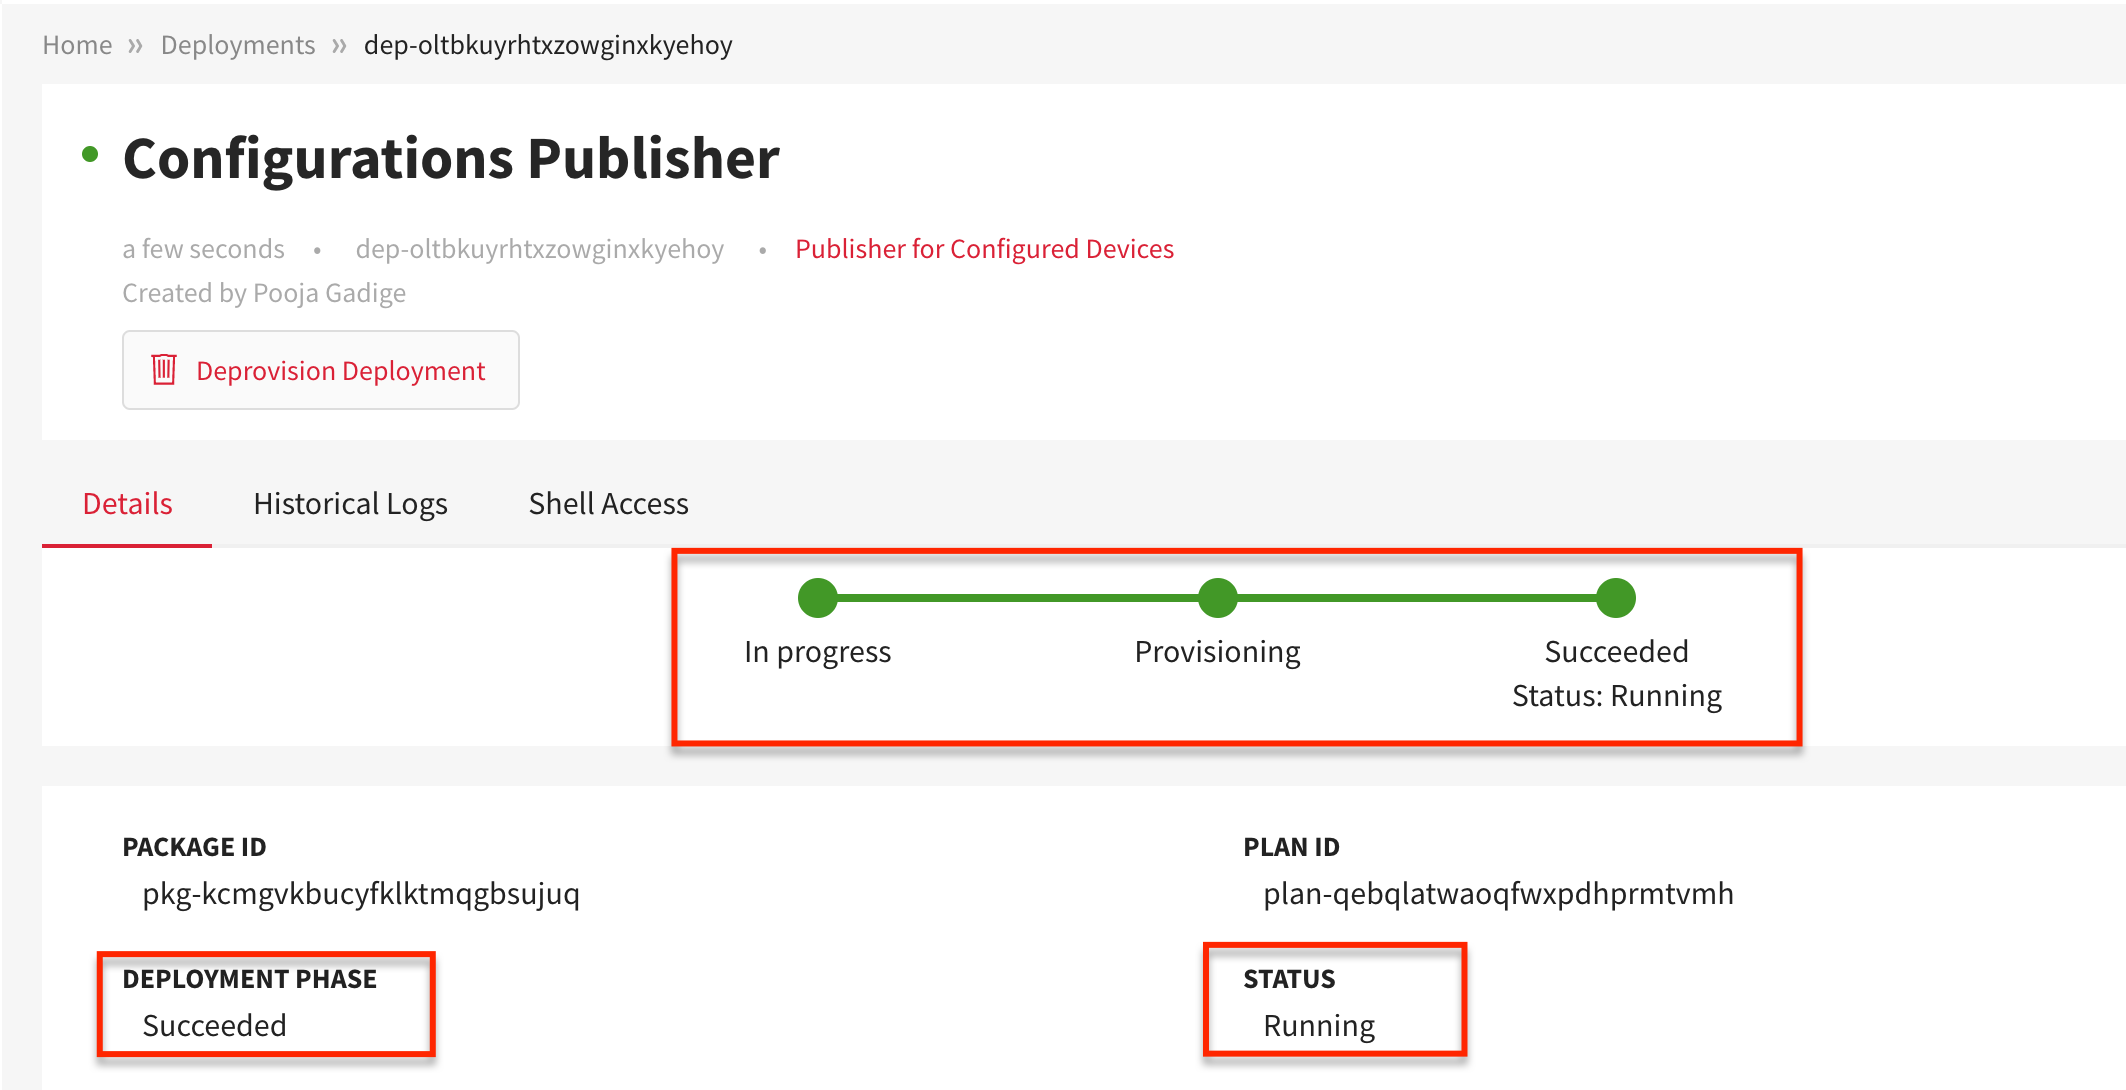 Home » Deployments » dep-oltbkuyrhtxzowginxkyehoy
Configurations Publisher
a few seconds • dep-oltbkuyrhtxzowginxkyehoy • Publisher for Configured Devices
Created by Pooja Gadige
Deprovision Deployment
Details Historical Logs Shell Access
In progress Provisioning Succeeded
Status: Running
PACKAGE ID PLAN ID
pkg-kcmgvkbucyfklktmqgbsujuq plan-qebqlatwaoqfwxpdhprmtvmh
DEPLOYMENT PHASE STATUS
Succeeded Running